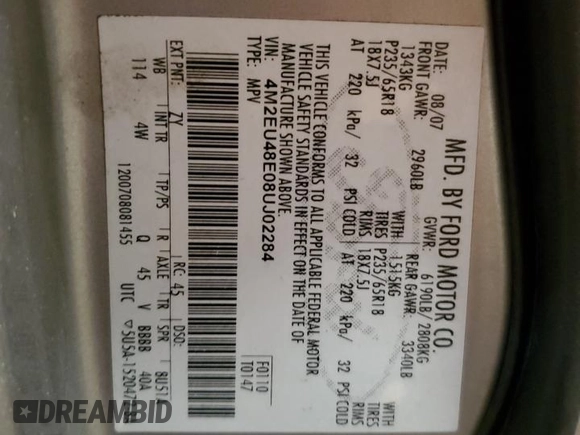 MFD. BY FORD MOTOR CO.
DATE: 08/07 GVWR: 6190LB/2808KG
FRONT GAWR: 2960LB REAR GAWR: 3340LB
1343KG WITH 1515KG WITH
P235/65R18 TIRES P235/65R18 TIRES
18X7.5J RIMS 18X7.5J RIMS
AT 220 kPa/ 32 PSI COLD AT 220 kPa/ 32 PSI COLD
THIS VEHICLE CONFORMS TO ALL APPLICABLE FEDERAL MOTOR
VEHICLE SAFETY STANDARDS IN EFFECT ON THE DATE OF
MANUFACTURE SHOWN ABOVE.
VIN: 4M2EU48E08UJ02284 F0110
TYPE: MPV T0147
EXT PNT: ZY RC: 45 DSO:
WB INT TR TP/PS R AXLE TR SPR
114 4W Q 45 V BBBB 40A
1200708081455 UTC
DREAMBID